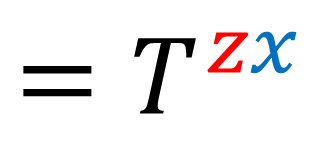 = T^{zx}